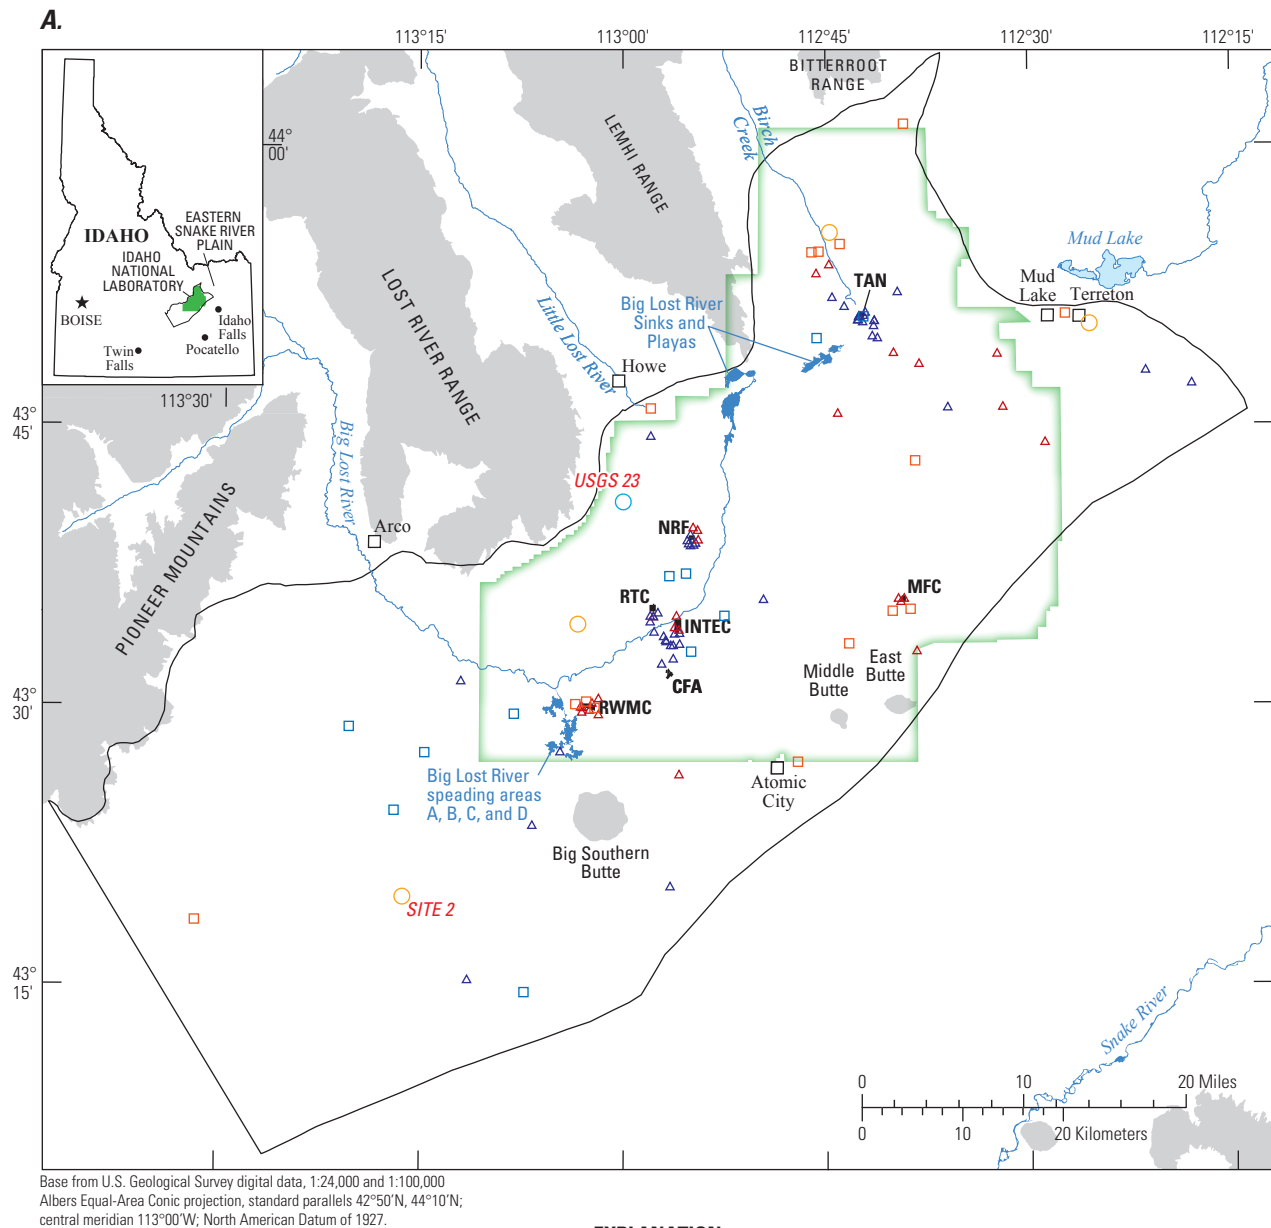 A.
113°15'
113°00'
112°45'
112°30'
112°15'
BITTERROOT
RANGE
Birch
Creek
44°
00'
LEMHI RANGE
EASTERN
SNAKE RIVER
PLAIN
IDAHO
IDAHO
NATIONAL
LABORATORY
BOISE
Idaho
Falls
Pocatello
Twin
Falls
113°30'
LOST RIVER RANGE
Little Lost River
Big Lost River
Sinks and
Playas
TAN
Mud Lake
Mud
Lake
Terreton
Howe
43°
45'
Big Lost River
USGS 23
Arco
NRF
PIONEER MOUNTAINS
RTC
INTEC
MFC
CFA
Middle
Butte
East
Butte
43°
30'
RWMC
Big Lost River
speading areas
A, B, C, and D
Atomic
City
Big Southern
Butte
SITE 2
43°
15'
Snake River
0
10
20 Miles
0
10
20 Kilometers
Base from U.S. Geological Survey digital data, 1:24,000 and 1:100,000
Albers Equal-Area Conic projection, standard parallels 42°50'N, 44°10'N;
central meridian 113°00'W; North American Datum of 1927.
EXPLANATION